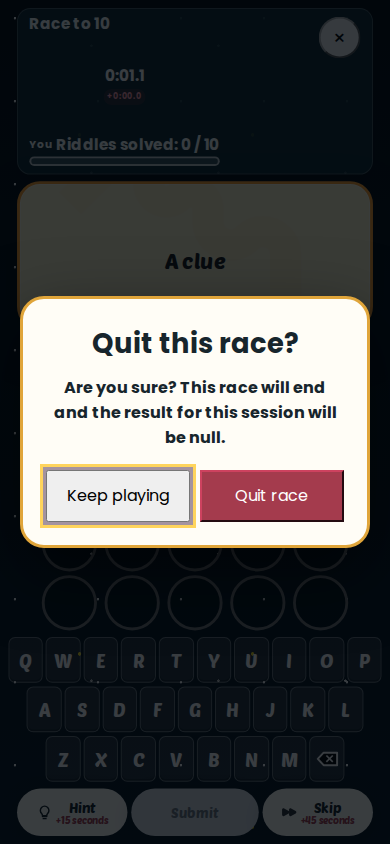 Race to 10
×
0:01.1
+0:00.0
You Riddles solved: 0 / 10
A clue
Quit this race?
Are you sure? This race will end
and the result for this session will
be null.
Keep playing
Quit race
Q W E R T Y U I O P
A S D F G H J K L
Z X C V B N M
Hint
+15 seconds
Submit
Skip
+45 seconds